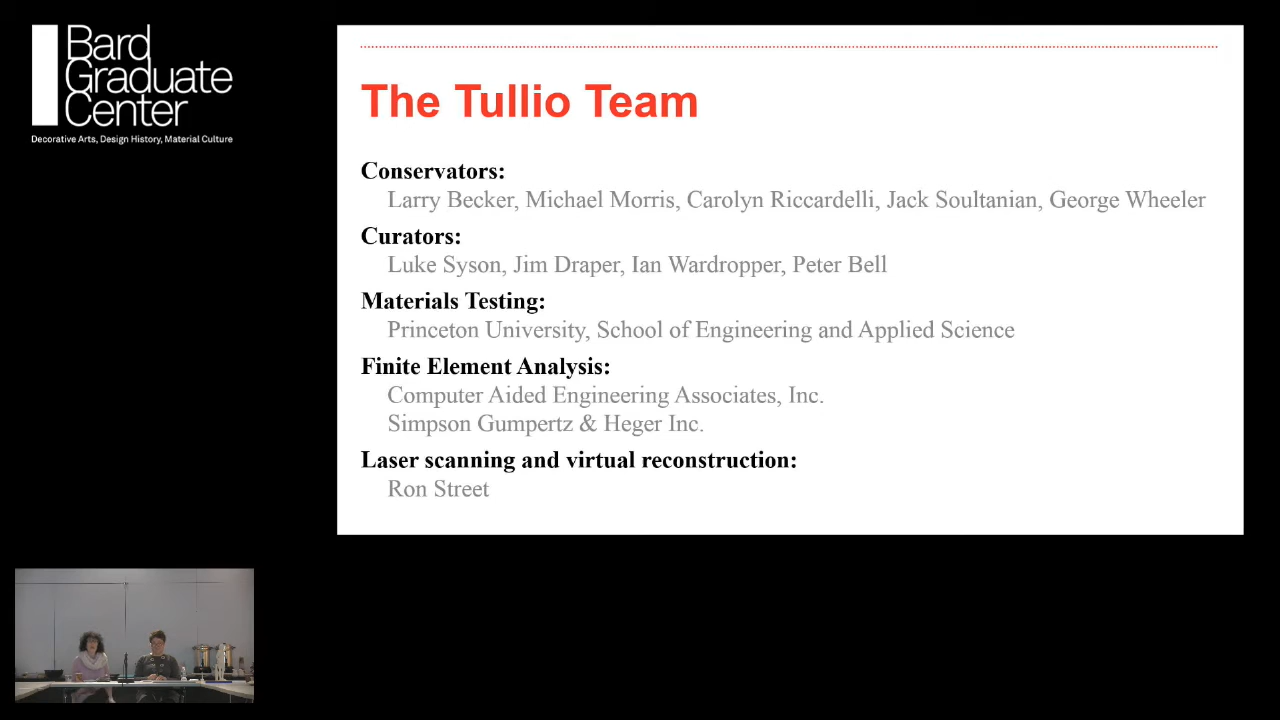 Bard
Graduate
Center
Decorative Arts, Design History, Material Culture
The Tullio Team
Conservators:
Larry Becker, Michael Morris, Carolyn Riccardelli, Jack Soultanian, George Wheeler
Curators:
Luke Syson, Jim Draper, Ian Wardropper, Peter Bell
Materials Testing:
Princeton University, School of Engineering and Applied Science
Finite Element Analysis:
Computer Aided Engineering Associates, Inc.
Simpson Gumpertz & Heger Inc.
Laser scanning and virtual reconstruction:
Ron Street